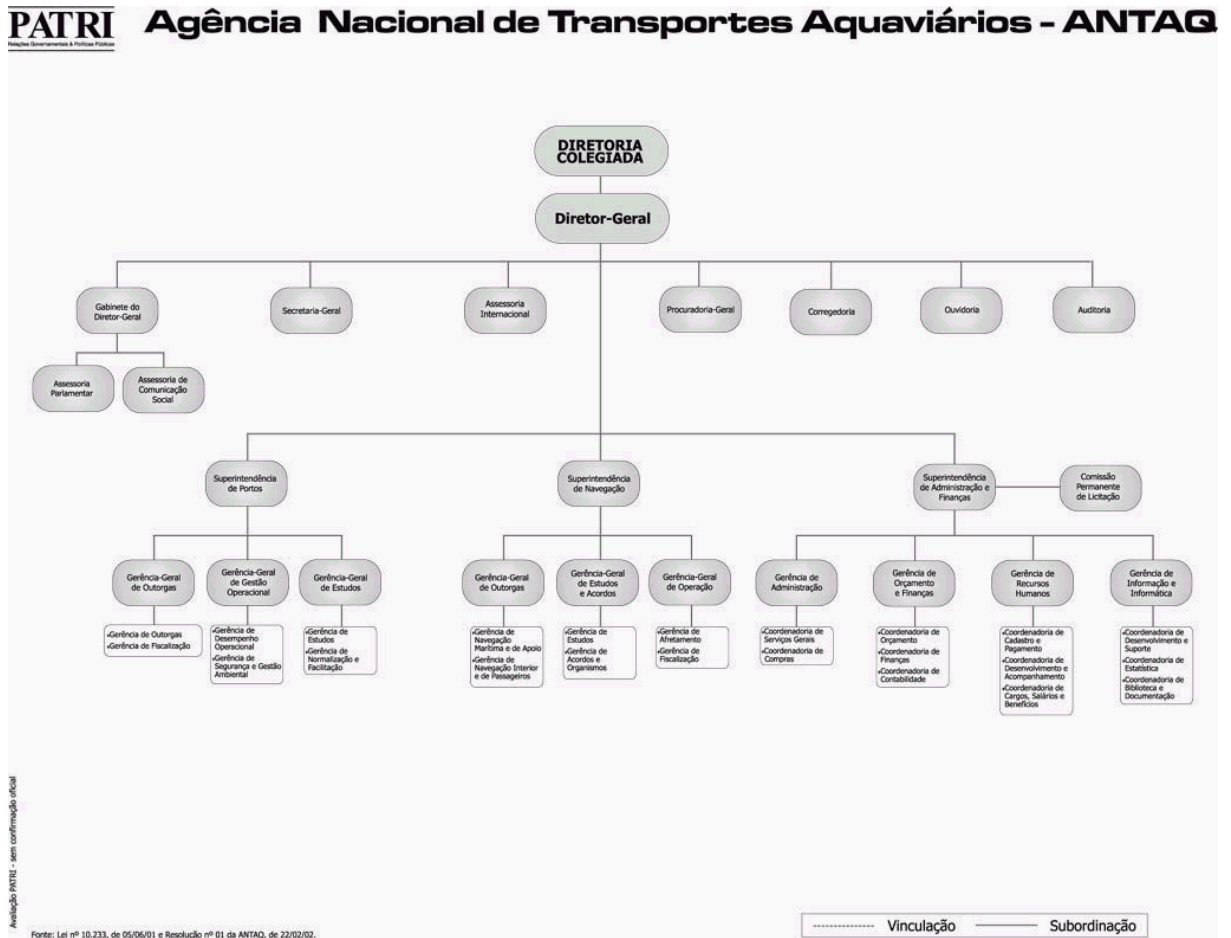 PATRI
Relações Governamentais & Políticas Públicas
Agência Nacional de Transportes Aquaviários - ANTAQ
DIRETORIA
COLEGIADA
Diretor-Geral
Gabinete do
Diretor-Geral
Secretaria-Geral
Assessoria
Internacional
Procuradoria-Geral
Corregedoria
Ouvidoria
Auditoria
Assessoria
Parlamentar
Assessoria de
Comunicação
Social
Superintendência
de Portos
Superintendência
de Navegação
Superintendência
de Administração e
Finanças
Comissão
Permanente
de Licitação
Gerência-Geral
de Outorgas
Gerência-Geral
de Gestão
Operacional
Gerência-Geral
de Estudos
Gerência-Geral
de Outorgas
Gerência-Geral
de Estudos
e Acordos
Gerência-Geral
de Operação
Gerência de
Administração
Gerência de
Orçamento
e Finanças
Gerência de
Recursos
Humanos
Gerência de
Informação e
Informática
Gerência de Outorgas
Gerência de Fiscalização
Gerência de
Desempenho
Operacional
Gerência de
Segurança e Gestão
Ambiental
Gerência de
Estudos
Gerência de
Normalização e
Facilitação
Gerência de
Navegação
Marítima e de Apoio
Gerência de
Navegação Interior
e de Passageiros
Gerência de
Estudos
Gerência de
Acordos e
Organismos
Gerência de
Afretamento
Gerência de
Fiscalização
Coordenadoria de
Serviços Gerais
Coordenadoria de
Compras
Coordenadoria de
Orçamento
Coordenadoria de
Finanças
Coordenadoria de
Contabilidade
Coordenadoria de
Cadastro e
Pagamento
Coordenadoria de
Desenvolvimento e
Acompanhamento
Coordenadoria de
Cargos, Salários e
Benefícios
Coordenadoria de
Desenvolvimento e
Suporte
Coordenadoria de
Estatística
Coordenadoria de
Biblioteca e
Documentação
Avaliação PATRI - sem confirmação oficial
Fonte: Lei nº 10.233, de 05/06/01 e Resolução nº 01 da ANTAQ, de 22/02/02.
Vinculação
Subordinação